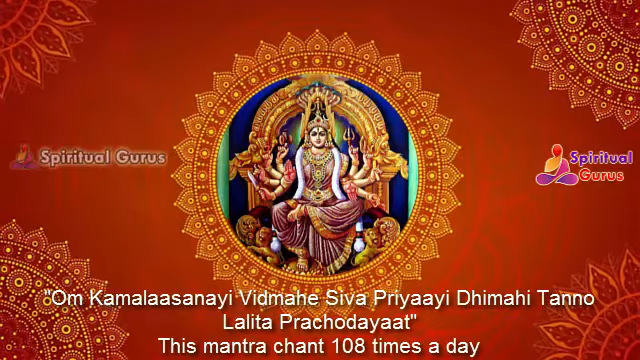 Spiritual Gurus
Spiritual
Gurus
"Om Kamalaasanayi Vidmahe Siva Priyaayi Dhimahi Tanno
Lalita Prachodayaat"
This mantra chant 108 times a day